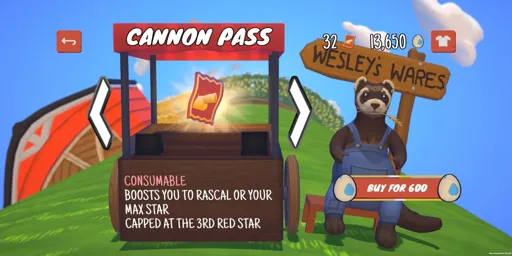 CANNON PASS
32
13,650
WESLEY'S WARES
CONSUMABLE
BOOSTS YOU TO RASCAL OR YOUR
MAX STAR
CAPPED AT THE 3RD RED STAR
BUY FOR 600